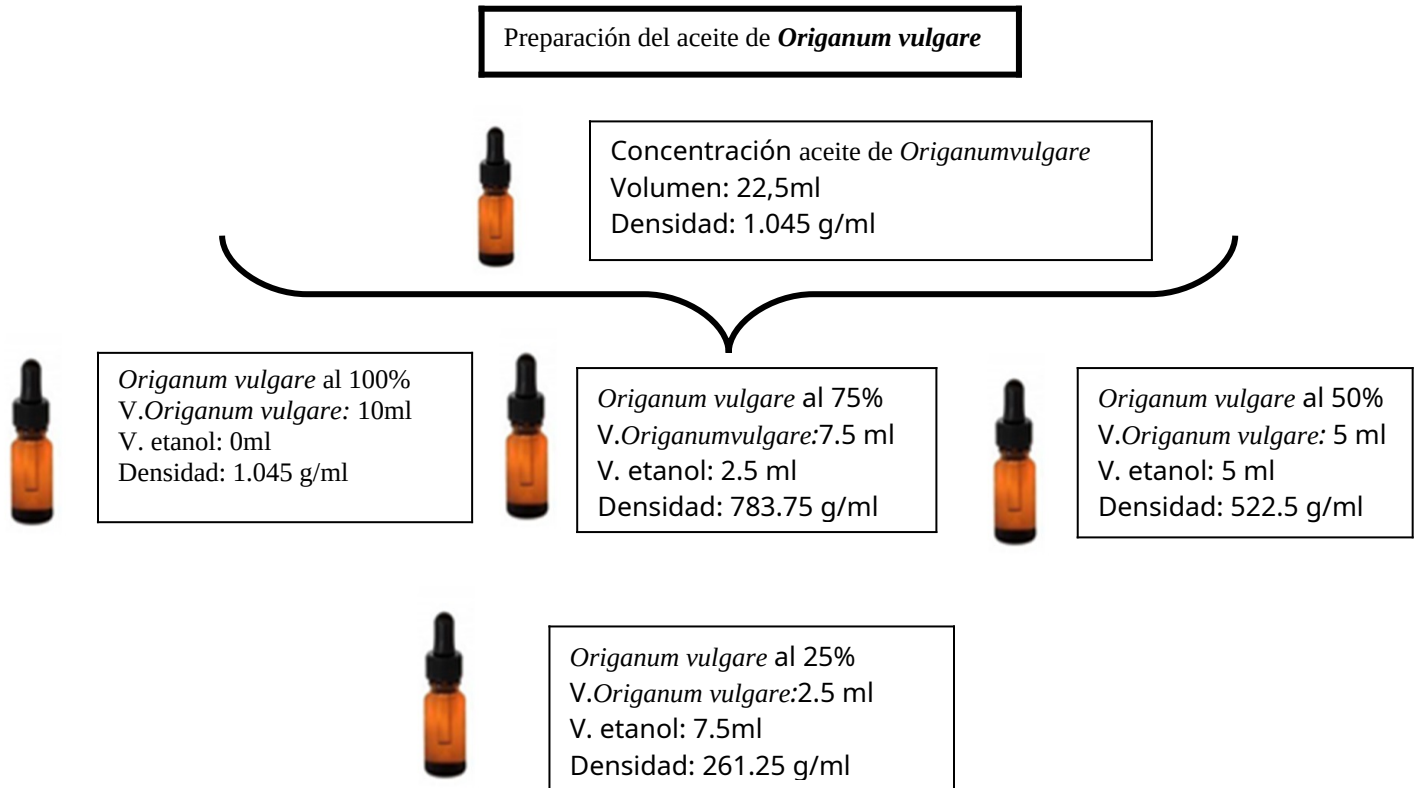 Preparación del aceite de Origanum vulgare
Concentración aceite de Origanumvulgare
Volumen: 22,5ml
Densidad: 1.045 g/ml
Origanum vulgare al 100%
V.Origanum vulgare: 10ml
V. etanol: 0ml
Densidad: 1.045 g/ml
Origanum vulgare al 75%
V.Origanumvulgare:7.5 ml
V. etanol: 2.5 ml
Densidad: 783.75 g/ml
Origanum vulgare al 50%
V.Origanum vulgare: 5 ml
V. etanol: 5 ml
Densidad: 522.5 g/ml
Origanum vulgare al 25%
V.Origanum vulgare:2.5 ml
V. etanol: 7.5ml
Densidad: 261.25 g/ml